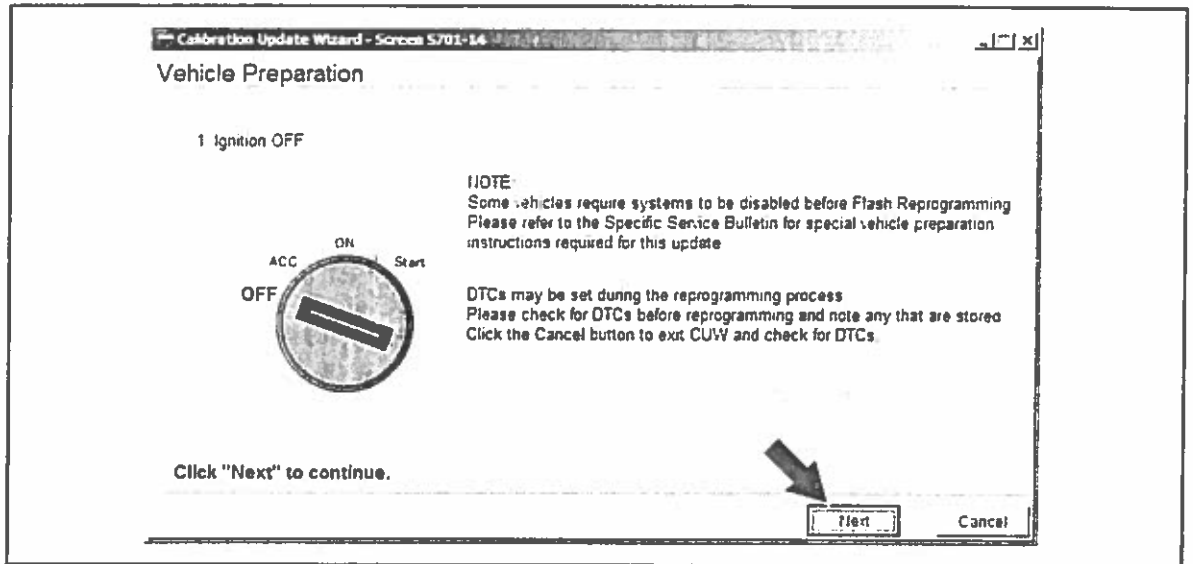 Calibration Update Wizard - Screen S701-14
Vehicle Preparation
1 Ignition OFF
NOTE
Some vehicles require systems to be disabled before Flash Reprogramming
Please refer to the Specific Service Bulletin for special vehicle preparation
instructions required for this update
ON
ACC
Start
OFF
DTCs may be set during the reprogramming process
Please check for DTCs before reprogramming and note any that are stored
Click the Cancel button to exit CUW and check for DTCs.
Click "Next" to continue.
Next
Cancel